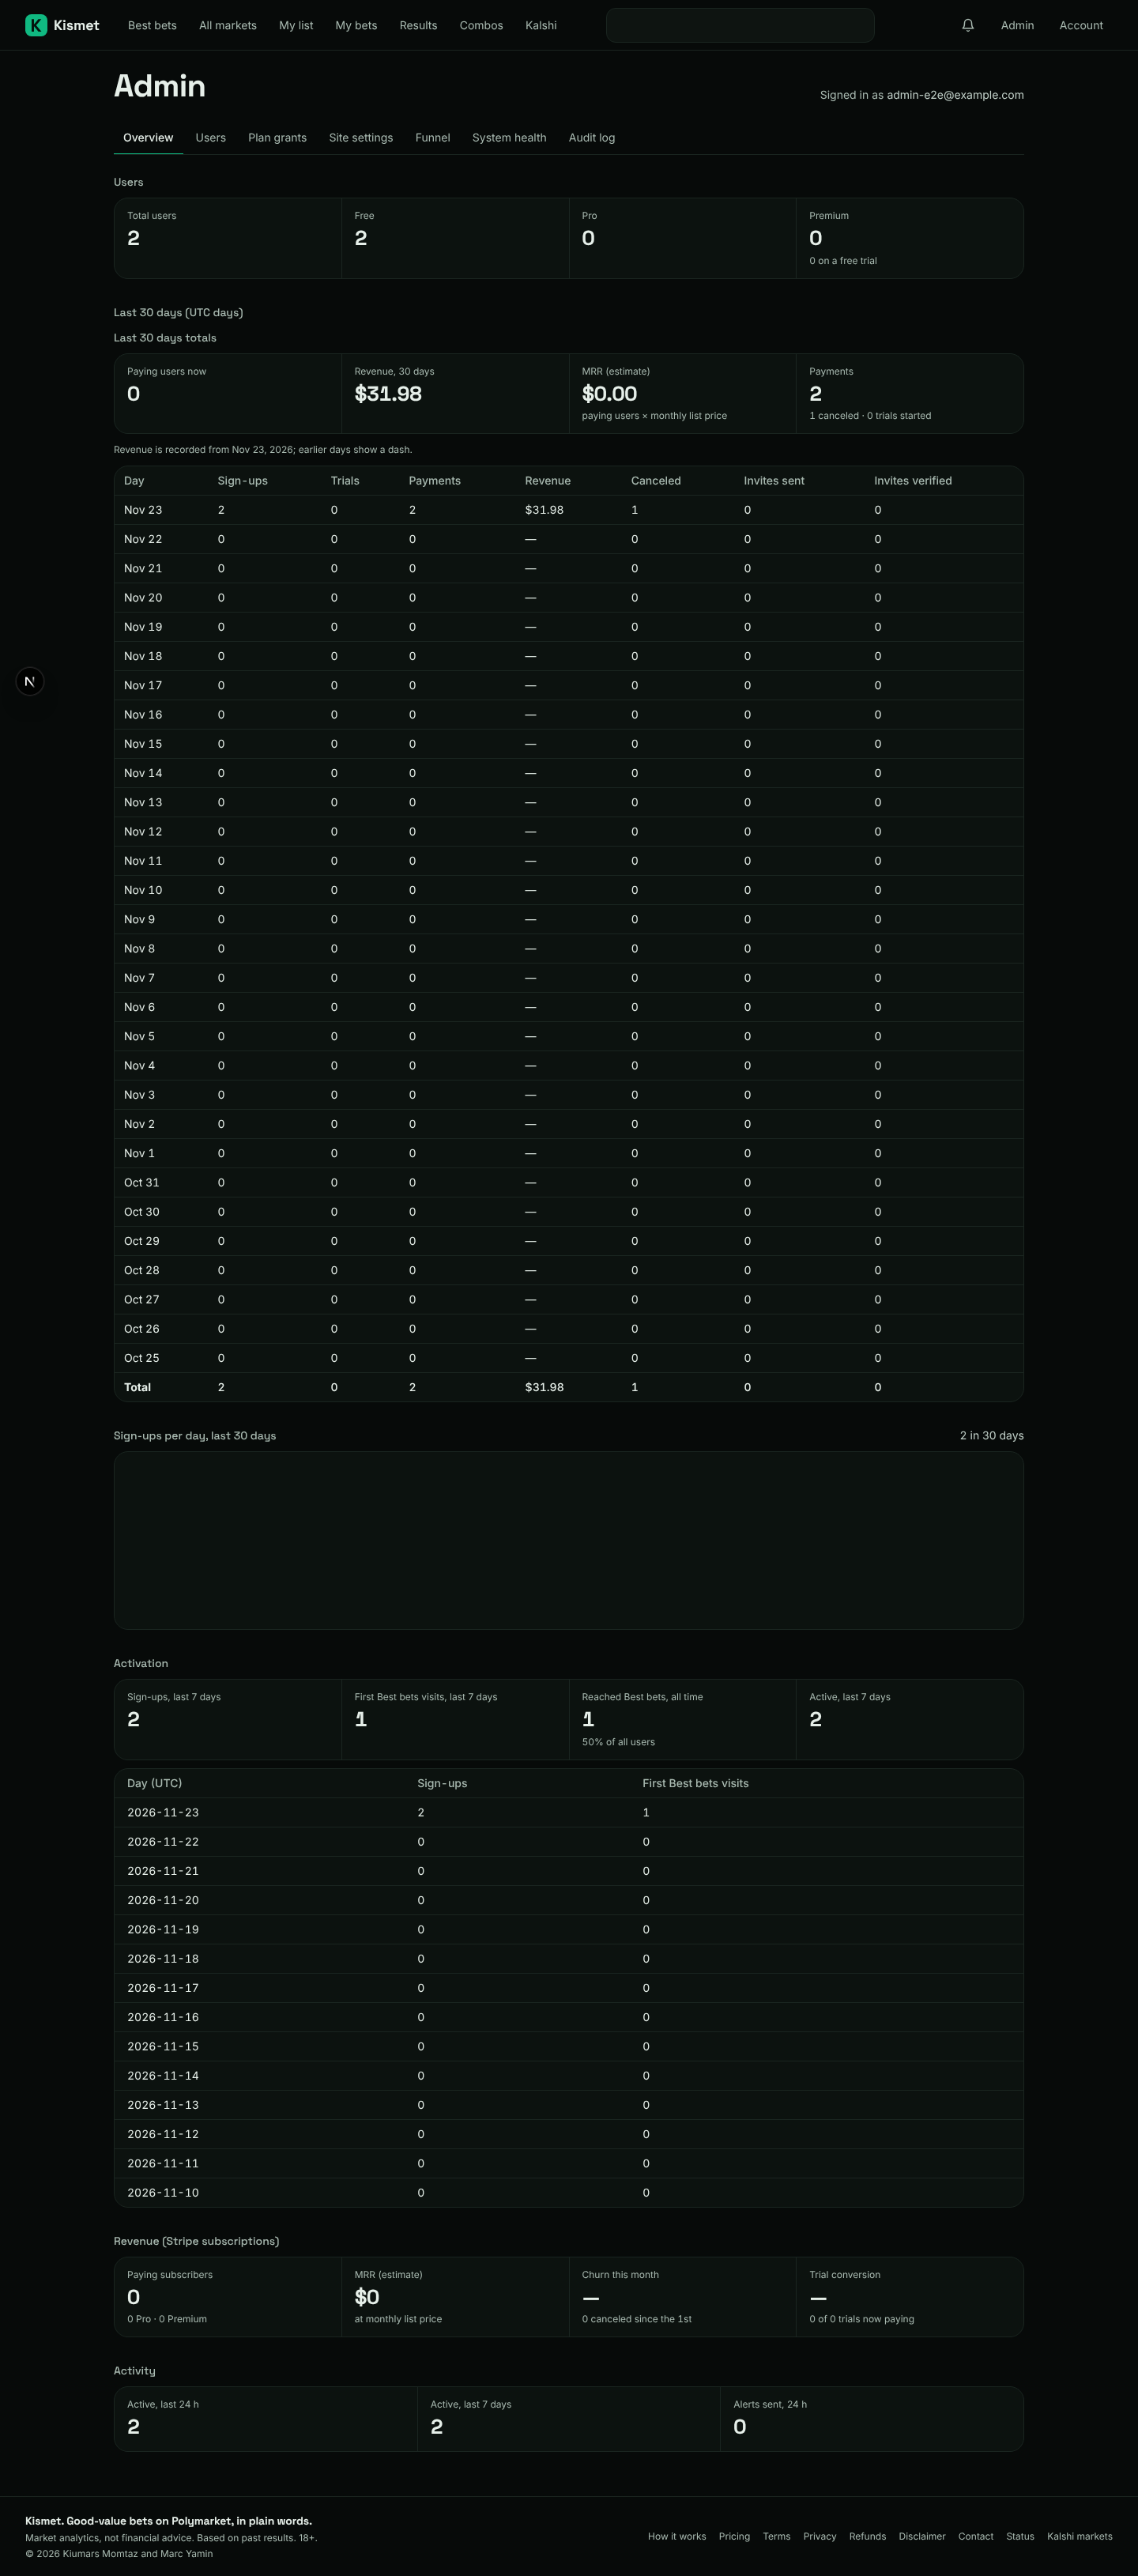 K Kismet Best bets All markets My list My bets Results Combos Kalshi Admin Account
Admin
Signed in as admin-e2e@example.com
Overview Users Plan grants Site settings Funnel System health Audit log
Users
Total users Free Pro Premium
2 2 0 0
0 on a free trial
Last 30 days (UTC days)
Last 30 days totals
Paying users now Revenue, 30 days MRR (estimate) Payments
0 $31.98 $0.00 2
paying users × monthly list price 1 canceled · 0 trials started
Revenue is recorded from Nov 23, 2026; earlier days show a dash.
Day Sign-ups Trials Payments Revenue Canceled Invites sent Invites verified
Nov 23 2 0 2 $31.98 1 0 0
Nov 22 0 0 0 — 0 0 0
Nov 21 0 0 0 — 0 0 0
Nov 20 0 0 0 — 0 0 0
Nov 19 0 0 0 — 0 0 0
Nov 18 0 0 0 — 0 0 0
N
Nov 17 0 0 0 — 0 0 0
Nov 16 0 0 0 — 0 0 0
Nov 15 0 0 0 — 0 0 0
Nov 14 0 0 0 — 0 0 0
Nov 13 0 0 0 — 0 0 0
Nov 12 0 0 0 — 0 0 0
Nov 11 0 0 0 — 0 0 0
Nov 10 0 0 0 — 0 0 0
Nov 9 0 0 0 — 0 0 0
Nov 8 0 0 0 — 0 0 0
Nov 7 0 0 0 — 0 0 0
Nov 6 0 0 0 — 0 0 0
Nov 5 0 0 0 — 0 0 0
Nov 4 0 0 0 — 0 0 0
Nov 3 0 0 0 — 0 0 0
Nov 2 0 0 0 — 0 0 0
Nov 1 0 0 0 — 0 0 0
Oct 31 0 0 0 — 0 0 0
Oct 30 0 0 0 — 0 0 0
Oct 29 0 0 0 — 0 0 0
Oct 28 0 0 0 — 0 0 0
Oct 27 0 0 0 — 0 0 0
Oct 26 0 0 0 — 0 0 0
Oct 25 0 0 0 — 0 0 0
Total 2 0 2 $31.98 1 0 0
Sign-ups per day, last 30 days 2 in 30 days
Activation
Sign-ups, last 7 days First Best bets visits, last 7 days Reached Best bets, all time Active, last 7 days
2 1 1 2
50% of all users
Day (UTC) Sign-ups First Best bets visits
2026-11-23 2 1
2026-11-22 0 0
2026-11-21 0 0
2026-11-20 0 0
2026-11-19 0 0
2026-11-18 0 0
2026-11-17 0 0
2026-11-16 0 0
2026-11-15 0 0
2026-11-14 0 0
2026-11-13 0 0
2026-11-12 0 0
2026-11-11 0 0
2026-11-10 0 0
Revenue (Stripe subscriptions)
Paying subscribers MRR (estimate) Churn this month Trial conversion
0 $0 — —
0 Pro · 0 Premium at monthly list price 0 canceled since the 1st 0 of 0 trials now paying
Activity
Active, last 24 h Active, last 7 days Alerts sent, 24 h
2 2 0
Kismet. Good-value bets on Polymarket, in plain words.
Market analytics, not financial advice. Based on past results. 18+.
© 2026 Kiumars Momtaz and Marc Yamin
How it works Pricing Terms Privacy Refunds Disclaimer Contact Status Kalshi markets